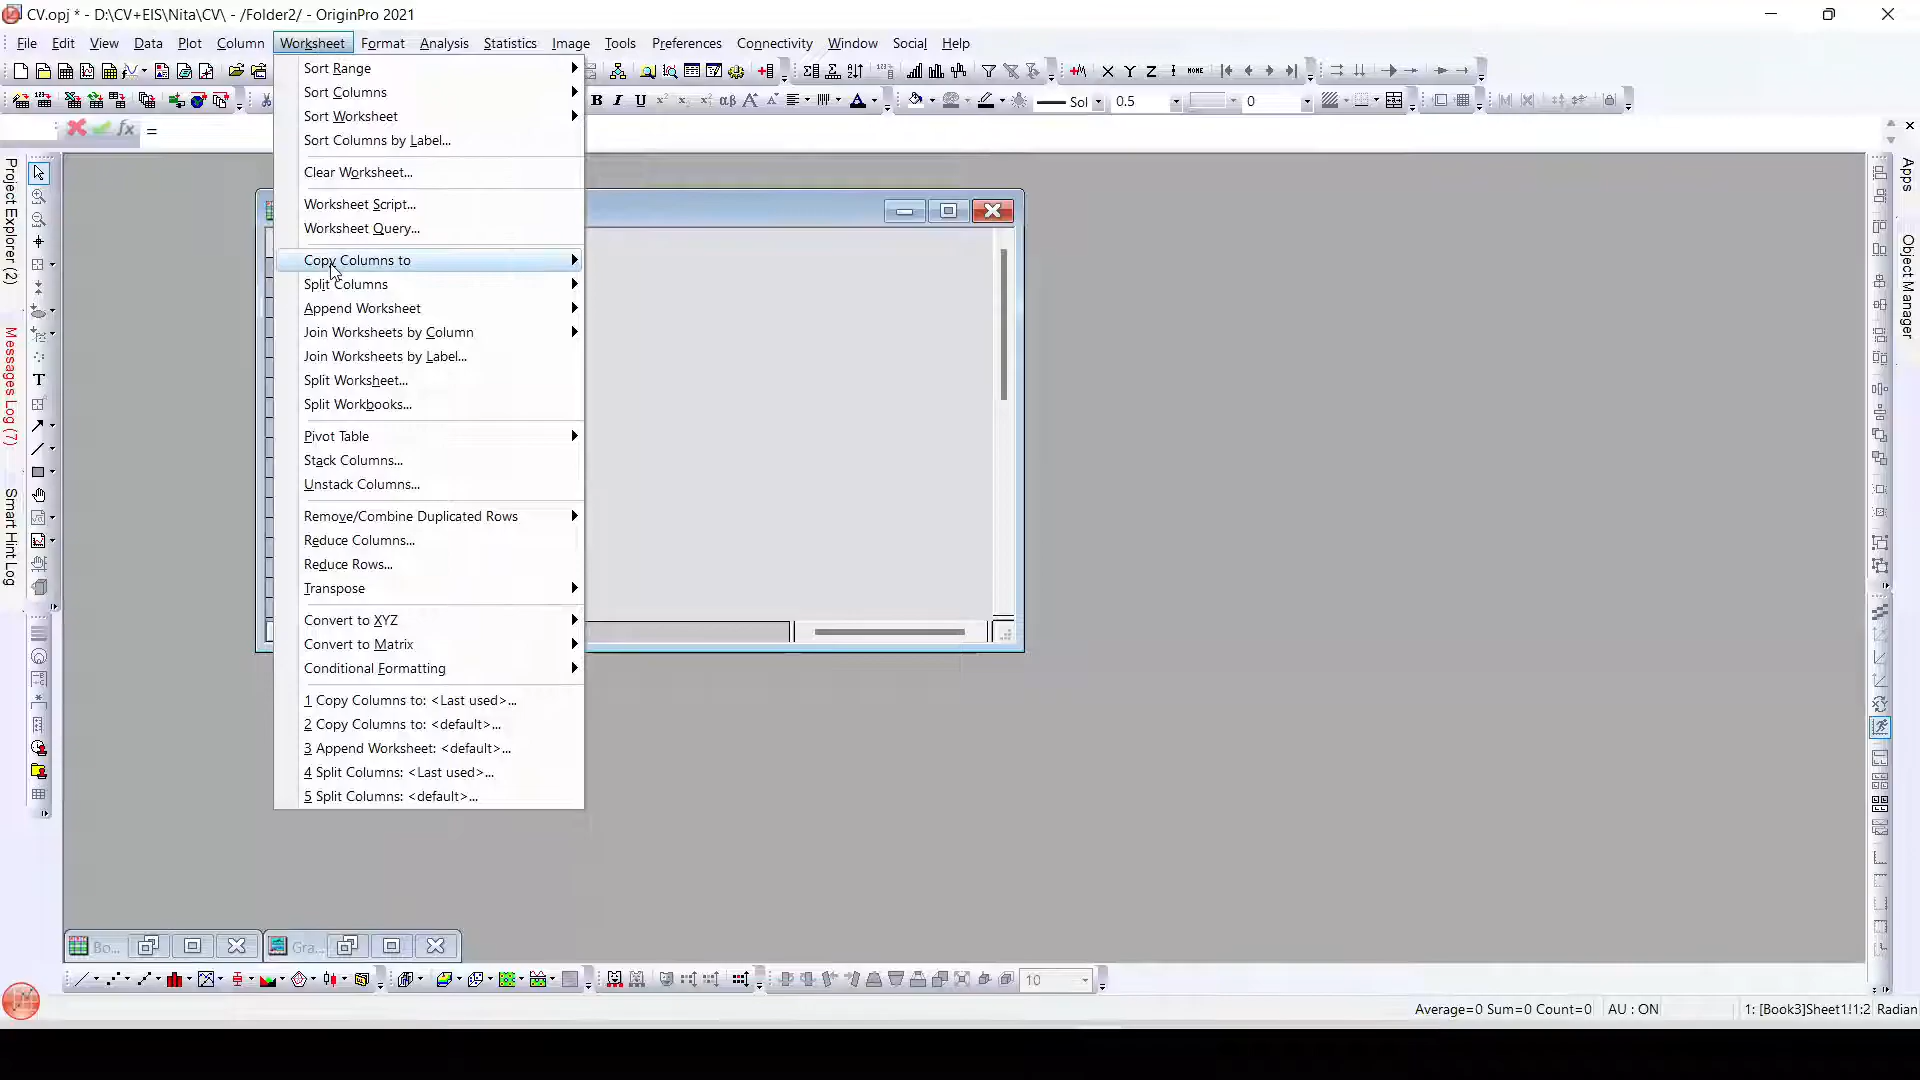 CV.opj * - D:\CV+EIS\Nita\CV\ - /Folder2/ - OriginPro 2021
File Edit View Data Plot Column Worksheet Format Analysis Statistics Image Tools Preferences Connectivity Window Social Help
Sort Range
Sort Columns
Sort Worksheet
Sort Columns by Label...
Clear Worksheet...
Worksheet Script...
Worksheet Query...
Copy Columns to
Split Columns
Append Worksheet
Join Worksheets by Column
Join Worksheets by Label...
Split Worksheet...
Split Workbooks...
Pivot Table
Stack Columns...
Unstack Columns...
Remove/Combine Duplicated Rows
Reduce Columns...
Reduce Rows...
Transpose
Convert to XYZ
Convert to Matrix
Conditional Formatting
1 Copy Columns to: <Last used>...
2 Copy Columns to: <default>...
3 Append Worksheet: <default>...
4 Split Columns: <Last used>...
5 Split Columns: <default>...
X Y Z NONE
B I U αβ A A Sol 0.5 0
fx =
Project Explorer (2)
Messages Log (7)
Smart Hint Log
T
Apps
Object Manager
Bo...
Gra...
10
Average=0 Sum=0 Count=0 AU : ON 1: [Book3]Sheet1!1:2 Radian